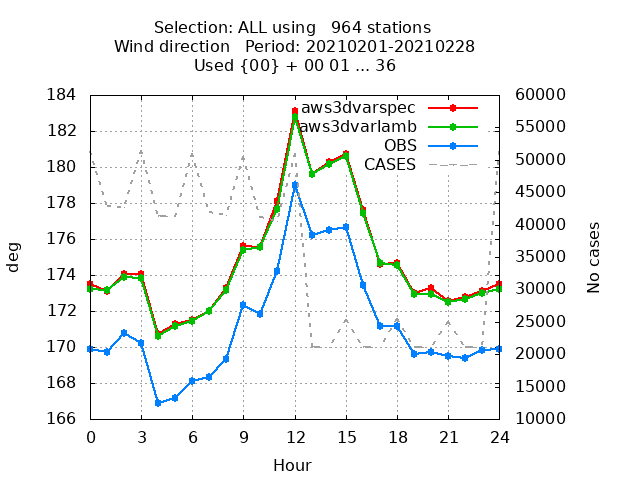 Selection: ALL using   964 stations
Wind direction   Period: 20210201-20210228
Used {00} + 00 01 ... 36
184
182
180
178
176
174
172
170
168
166
deg
60000
55000
50000
45000
40000
35000
30000
25000
20000
15000
10000
No cases
aws3dvarspec
aws3dvarlamb
OBS
CASES
0 3 6 9 12 15 18 21 24
Hour